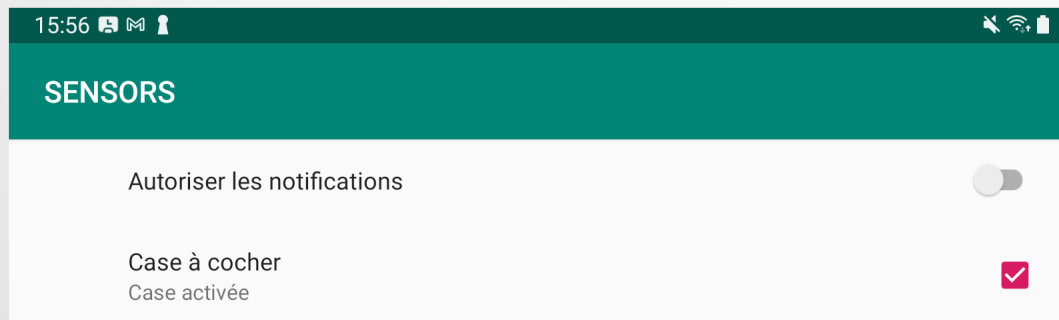 15:56
SENSORS
Autoriser les notifications
Case à cocher
Case activée